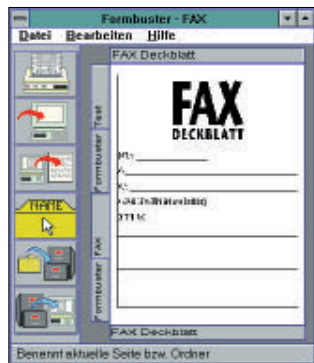 Formbuster - FAX
Datei Bearbeiten Hilfe
FAX Deckblatt
Formbuster Test
FAX
DECKBLATT
NAME
Formbuster FAX
FAX Deckblatt
Benennt aktuelle Seite bzw. Ordner